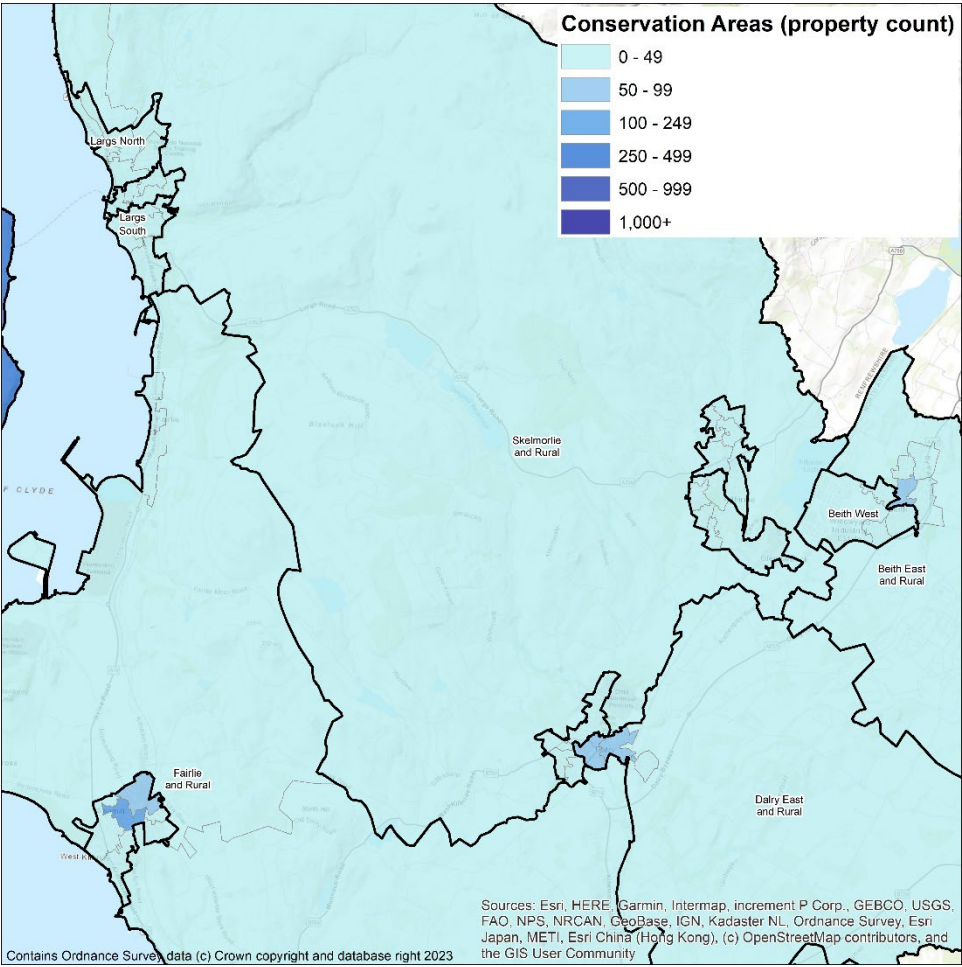 Conservation Areas (property count)
0 - 49
50 - 99
100 - 249
250 - 499
500 - 999
1,000+
Largs North
Largs
South
RENFREWSHIRE
Skelmorlie
and Rural
F CLYDE
Beith West
Beith East
and Rural
Fairlie
and Rural
Dalry East
and Rural
West Kil
Sources: Esri, HERE, Garmin, Intermap, increment P Corp., GEBCO, USGS,
FAO, NPS, NRCAN, GeoBase, IGN, Kadaster NL, Ordnance Survey, Esri
Japan, METI, Esri China (Hong Kong), (c) OpenStreetMap contributors, and
the GIS User Community
Contains Ordnance Survey data (c) Crown copyright and database right 2023